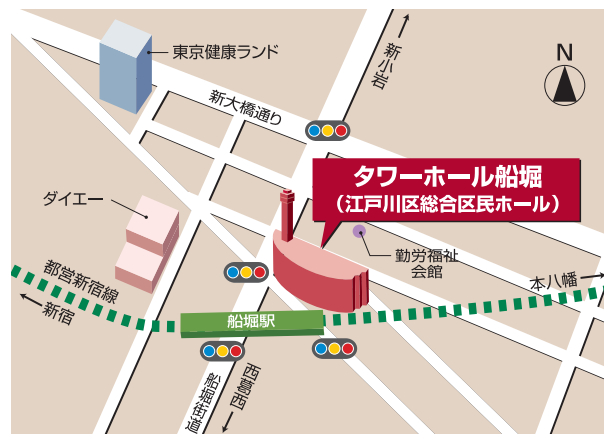 東京健康ランド
新小岩
N
新大橋通り
タワーホール船堀
（江戸川区総合区民ホール）
ダイエー
勤労福祉
会館
都営新宿線
新宿
本八幡
船堀駅
船堀街道
西葛西